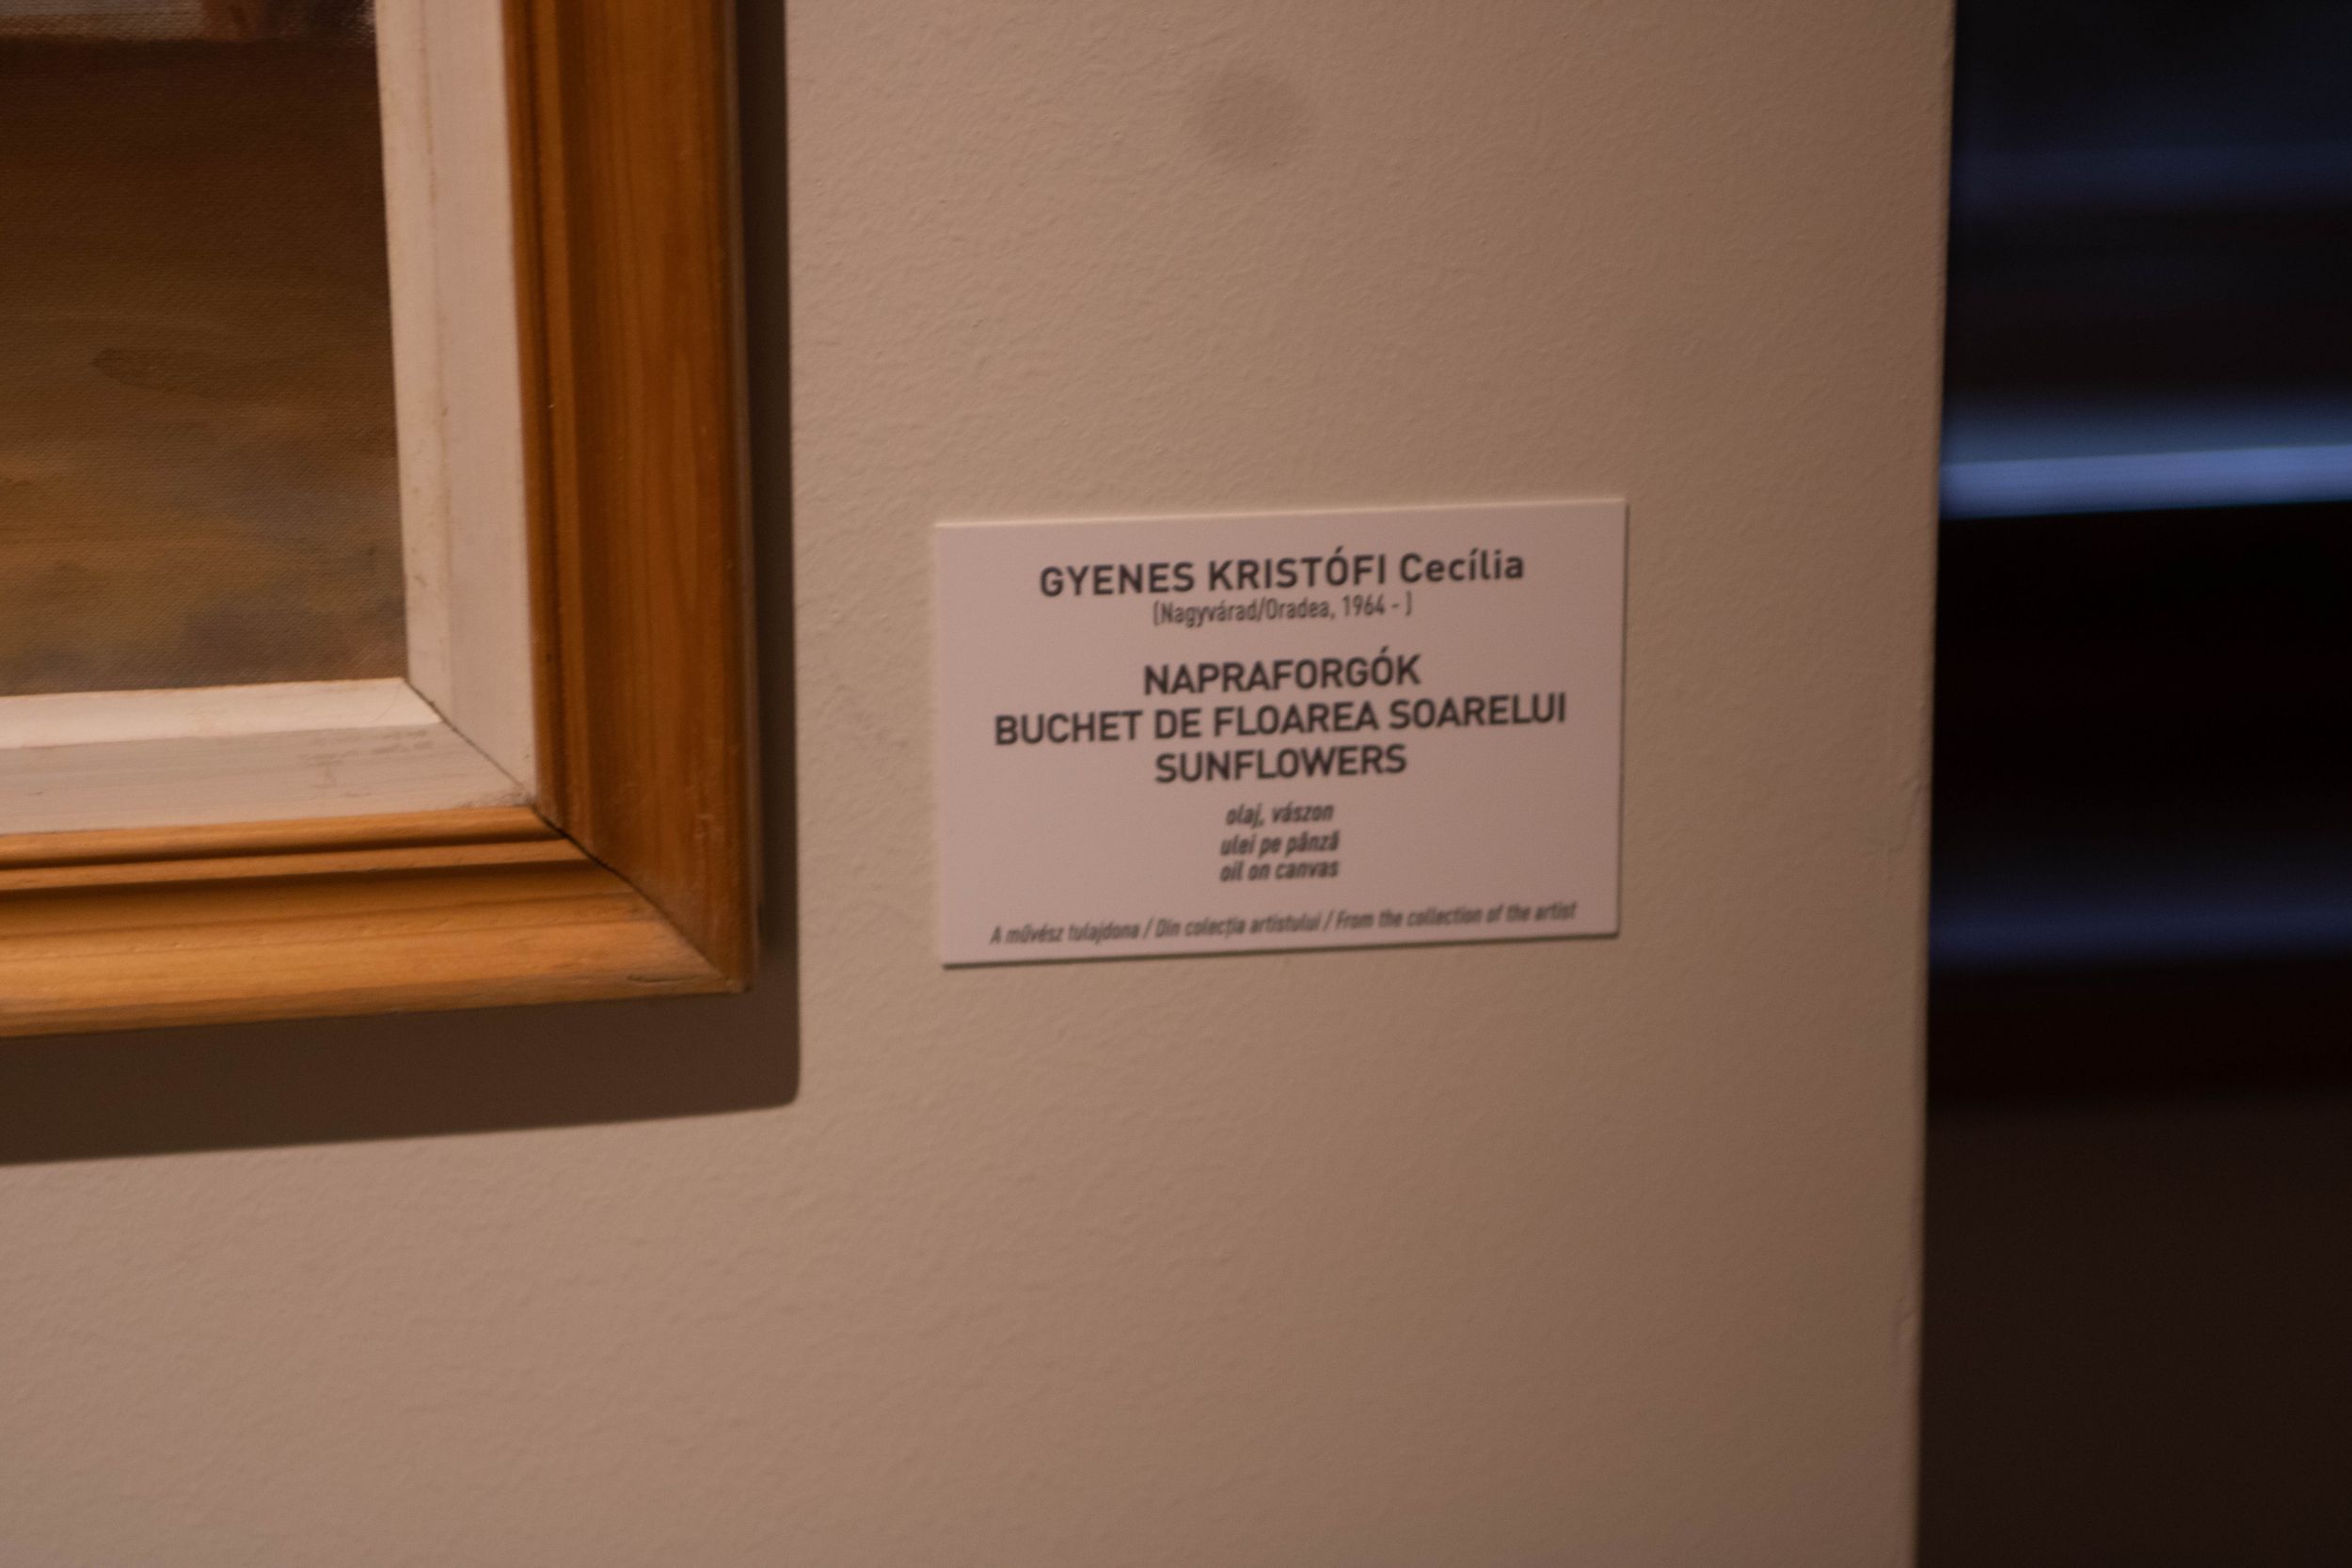 GYENES KRISTÓFI Cecília
(Nagyvárad/Oradea, 1964 - )
NAPRAFORGÓK
BUCHET DE FLOAREA SOARELUI
SUNFLOWERS
olaj, vászon
ulei pe pânză
oil on canvas
A művész tulajdona / Din colecția artistului / From the collection of the artist